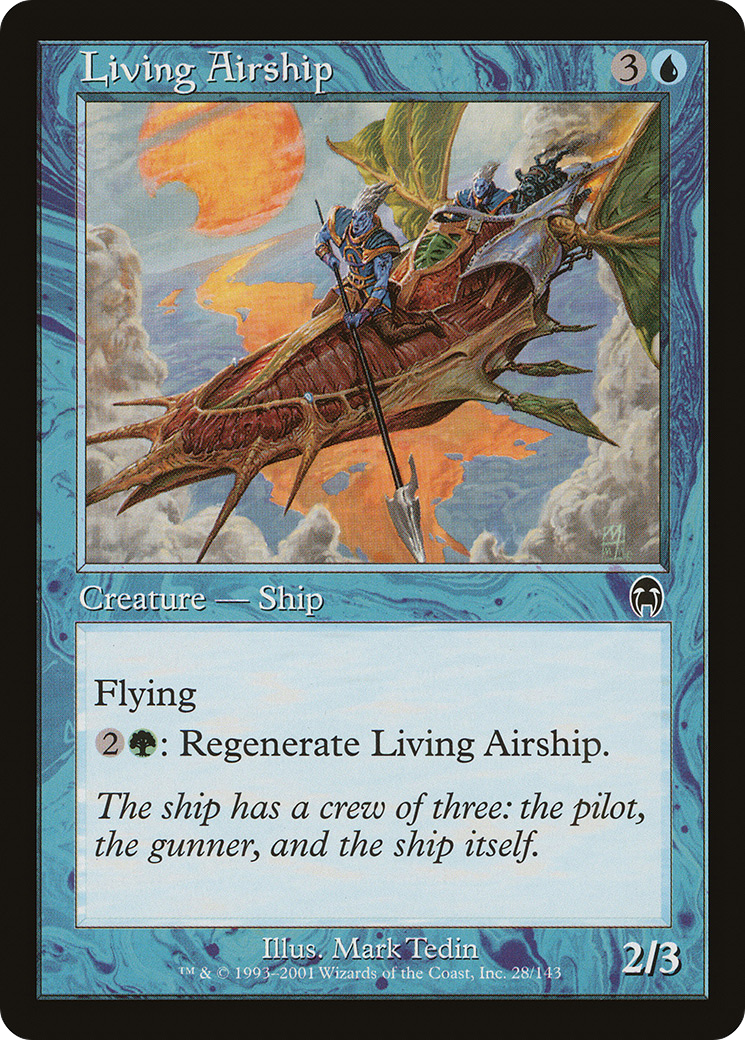 Living Airship 3
Creature — Ship
Flying
2 : Regenerate Living Airship.
The ship has a crew of three: the pilot,
the gunner, and the ship itself.
Illus. Mark Tedin
™ & © 1993–2001 Wizards of the Coast, Inc. 28/143
2/3